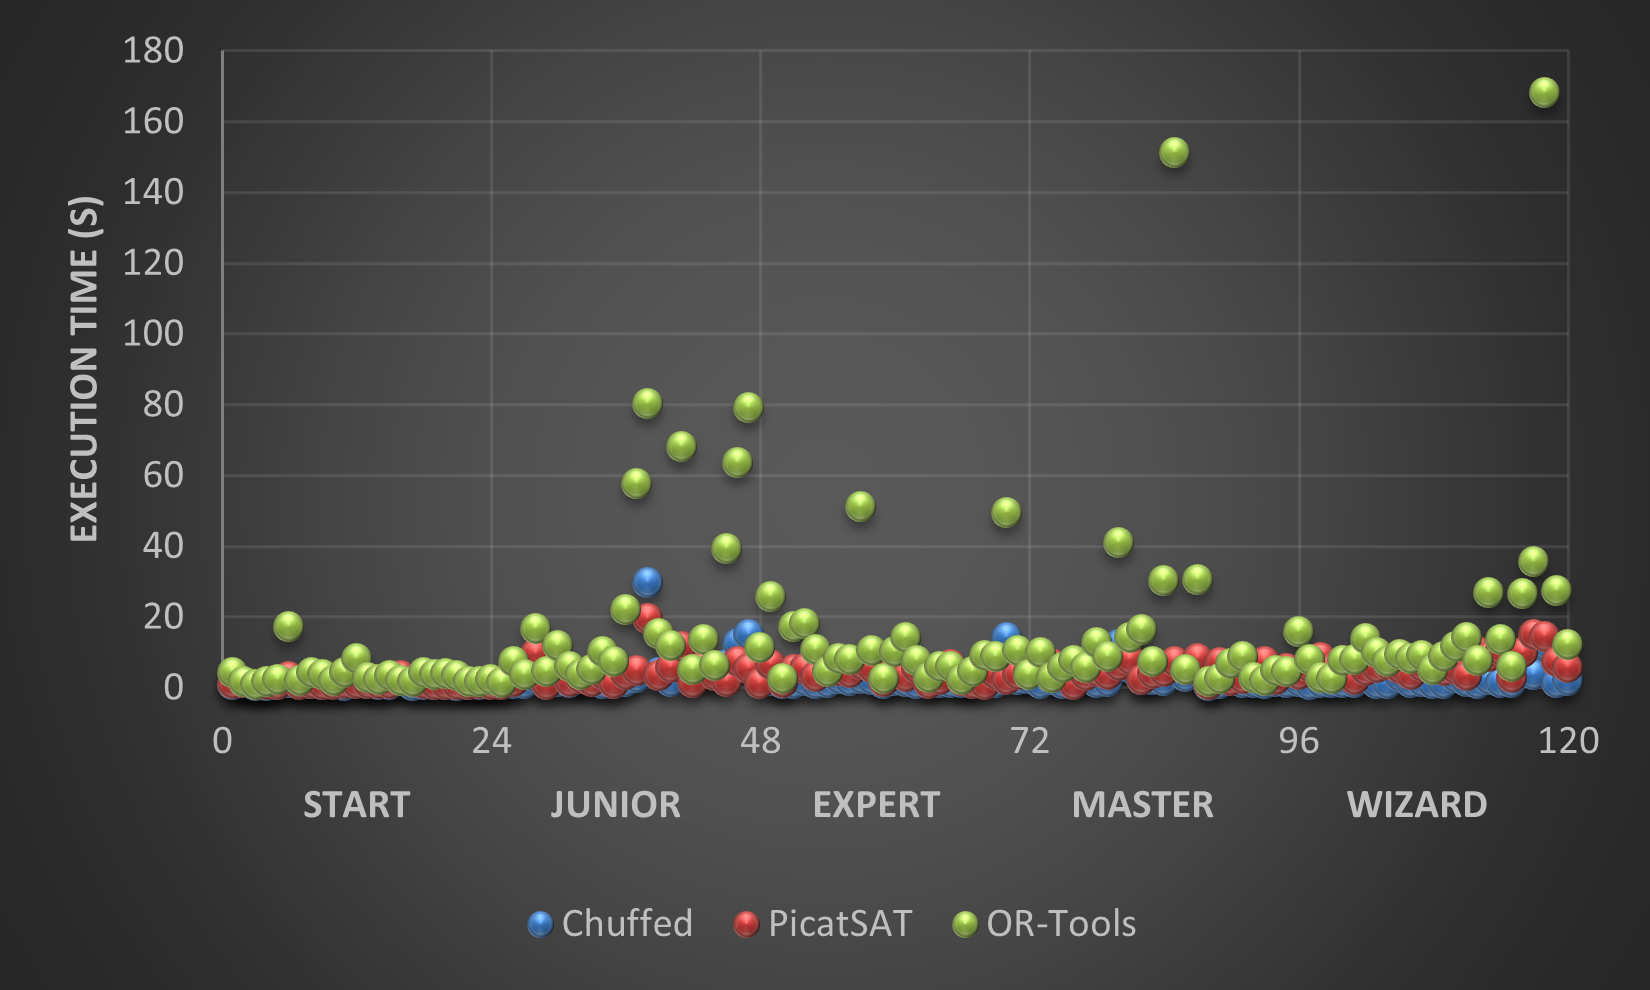 180
160
140
120
100
80
60
40
20
0
EXECUTION TIME (S)
0 24 48 72 96 120
START JUNIOR EXPERT MASTER WIZARD
Chuffed PicatSAT OR-Tools